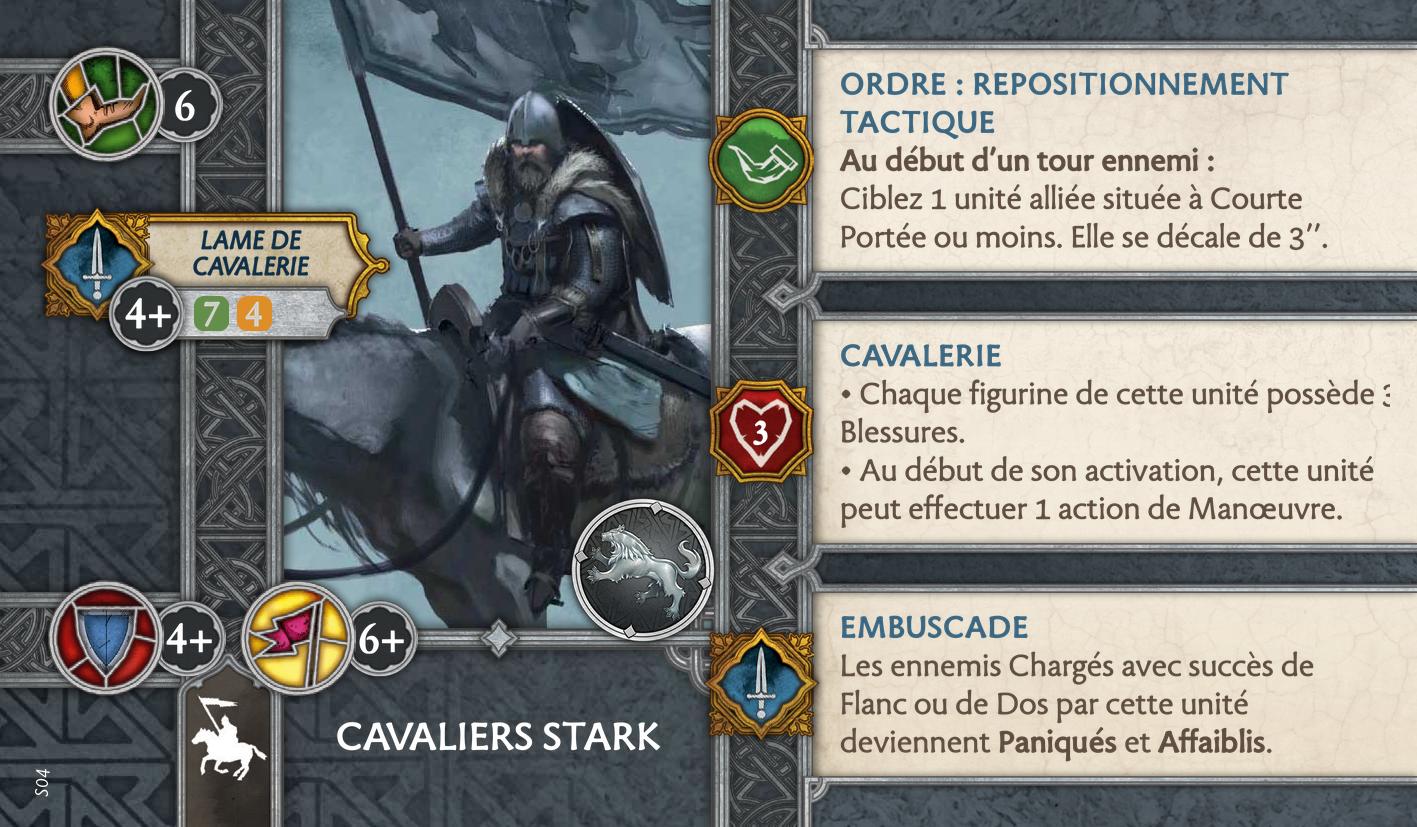 6
LAME DE
CAVALERIE
4+ 7 4
4+ 6+
CAVALIERS STARK
S04
ORDRE : REPOSITIONNEMENT
TACTIQUE
Au début d’un tour ennemi :
Ciblez 1 unité alliée située à Courte
Portée ou moins. Elle se décale de 3’’.
CAVALERIE
3
• Chaque figurine de cette unité possède 3
Blessures.
• Au début de son activation, cette unité
peut effectuer 1 action de Manœuvre.
EMBUSCADE
Les ennemis Chargés avec succès de
Flanc ou de Dos par cette unité
deviennent Paniqués et Affaiblis.